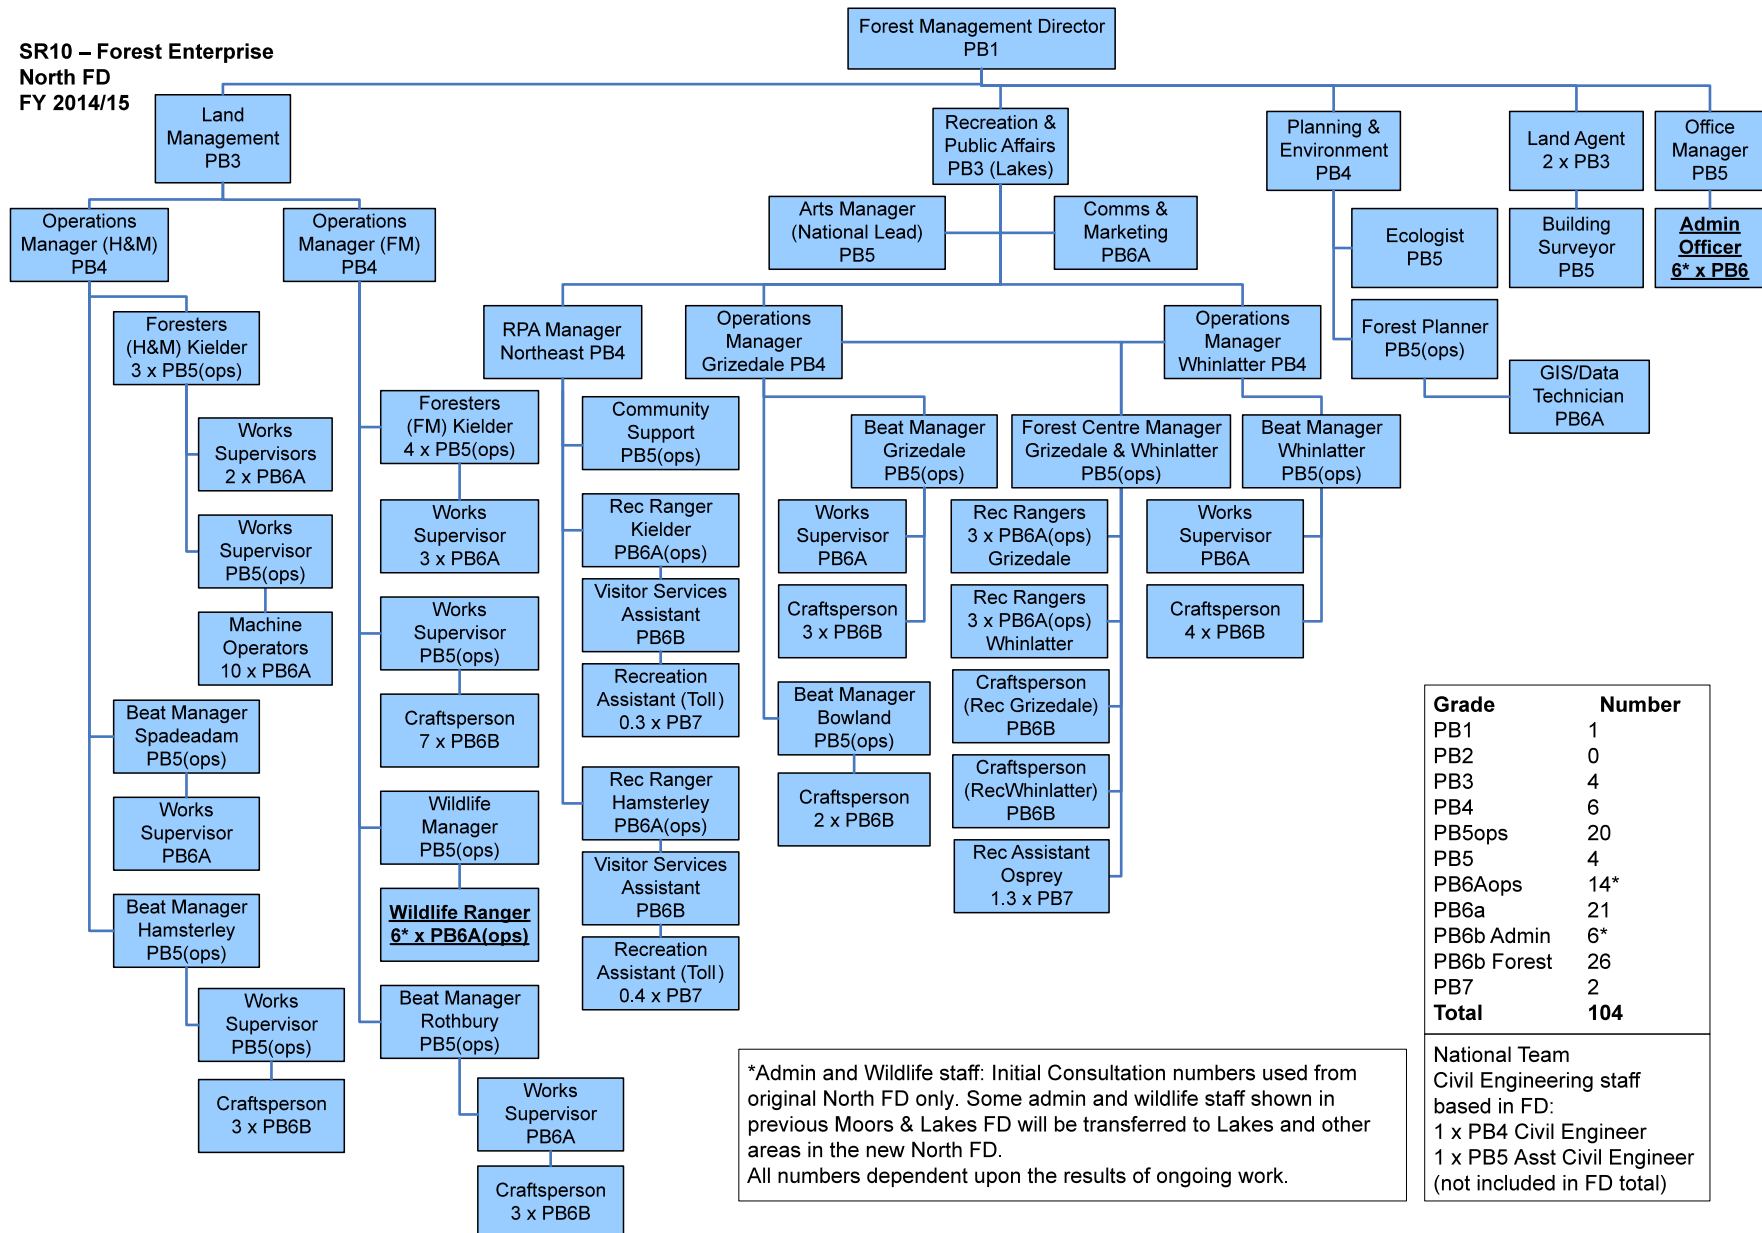 SR10 – Forest Enterprise
North FD
FY 2014/15
Forest Management Director
PB1
Land
Management
PB3
Recreation &
Public Affairs
PB3 (Lakes)
Planning &
Environment
PB4
Land Agent
2 x PB3
Office
Manager
PB5
Operations
Manager (H&M)
PB4
Operations
Manager (FM)
PB4
Arts Manager
(National Lead)
PB5
Comms &
Marketing
PB6A
Ecologist
PB5
Building
Surveyor
PB5
Admin
Officer
6* x PB6
Foresters
(H&M) Kielder
3 x PB5(ops)
RPA Manager
Northeast PB4
Operations
Manager
Grizedale PB4
Operations
Manager
Whinlatter PB4
Forest Planner
PB5(ops)
GIS/Data
Technician
PB6A
Works
Supervisors
2 x PB6A
Works
Supervisor
PB5(ops)
Machine
Operators
10 x PB6A
Beat Manager
Spadeadam
PB5(ops)
Works
Supervisor
PB6A
Beat Manager
Hamsterley
PB5(ops)
Works
Supervisor
PB5(ops)
Craftsperson
3 x PB6B
Foresters
(FM) Kielder
4 x PB5(ops)
Works
Supervisor
3 x PB6A
Works
Supervisor
PB5(ops)
Craftsperson
7 x PB6B
Wildlife
Manager
PB5(ops)
Wildlife Ranger
6* x PB6A(ops)
Beat Manager
Rothbury
PB5(ops)
Works
Supervisor
PB6A
Craftsperson
3 x PB6B
Community
Support
PB5(ops)
Rec Ranger
Kielder
PB6A(ops)
Visitor Services
Assistant
PB6B
Recreation
Assistant (Toll)
0.3 x PB7
Rec Ranger
Hamsterley
PB6A(ops)
Visitor Services
Assistant
PB6B
Recreation
Assistant (Toll)
0.4 x PB7
Beat Manager
Grizedale
PB5(ops)
Works
Supervisor
PB6A
Craftsperson
3 x PB6B
Beat Manager
Bowland
PB5(ops)
Craftsperson
2 x PB6B
Forest Centre Manager
Grizedale & Whinlatter
PB5(ops)
Rec Rangers
3 x PB6A(ops)
Grizedale
Rec Rangers
3 x PB6A(ops)
Whinlatter
Craftsperson
(Rec Grizedale)
PB6B
Craftsperson
(RecWhinlatter)
PB6B
Rec Assistant
Osprey
1.3 x PB7
Beat Manager
Whinlatter
PB5(ops)
Works
Supervisor
PB6A
Craftsperson
4 x PB6B
Grade Number
PB1 1
PB2 0
PB3 4
PB4 6
PB5ops 20
PB5 4
PB6Aops 14*
PB6a 21
PB6b Admin 6*
PB6b Forest 26
PB7 2
Total 104
National Team
Civil Engineering staff
based in FD:
1 x PB4 Civil Engineer
1 x PB5 Asst Civil Engineer
(not included in FD total)
*Admin and Wildlife staff: Initial Consultation numbers used from
original North FD only. Some admin and wildlife staff shown in
previous Moors & Lakes FD will be transferred to Lakes and other
areas in the new North FD.
All numbers dependent upon the results of ongoing work.